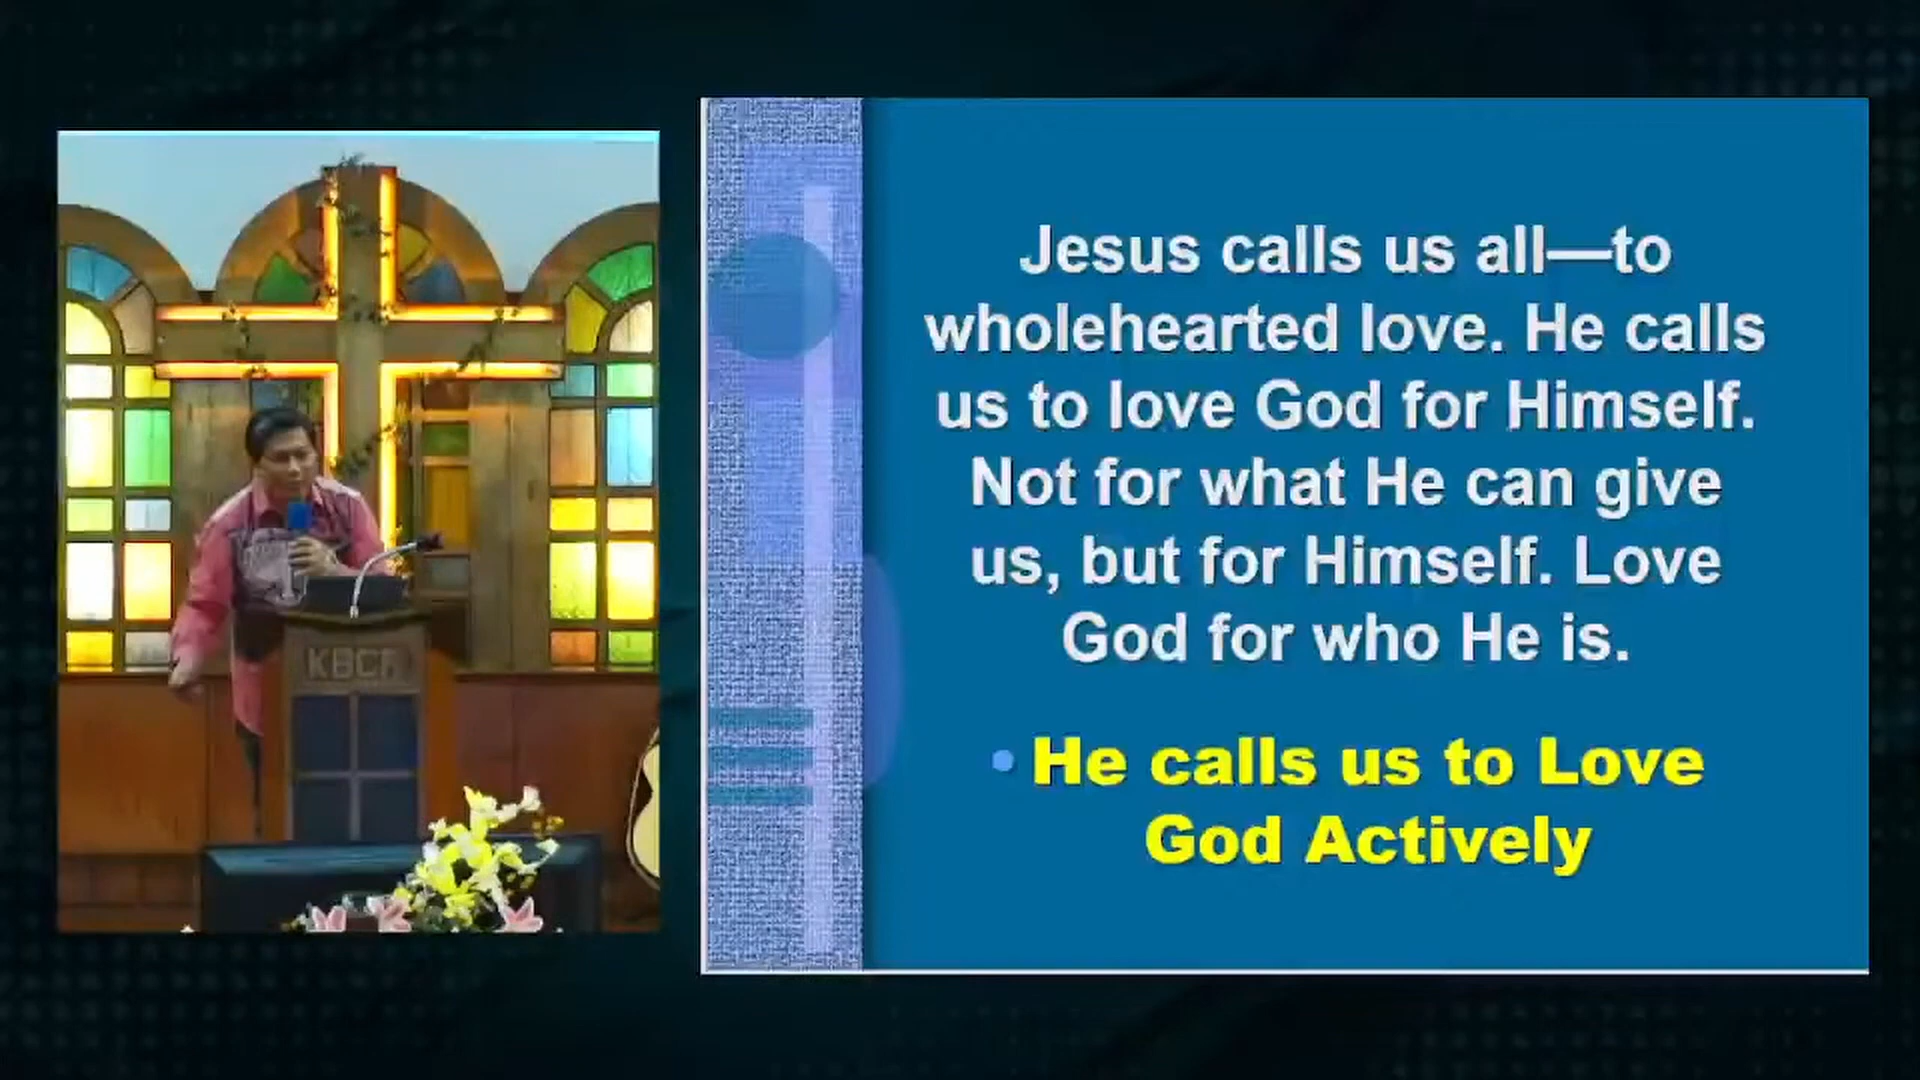 Jesus calls us all—to
wholehearted love. He calls
us to love God for Himself.
Not for what He can give
us, but for Himself. Love
God for who He is.
• He calls us to Love
God Actively